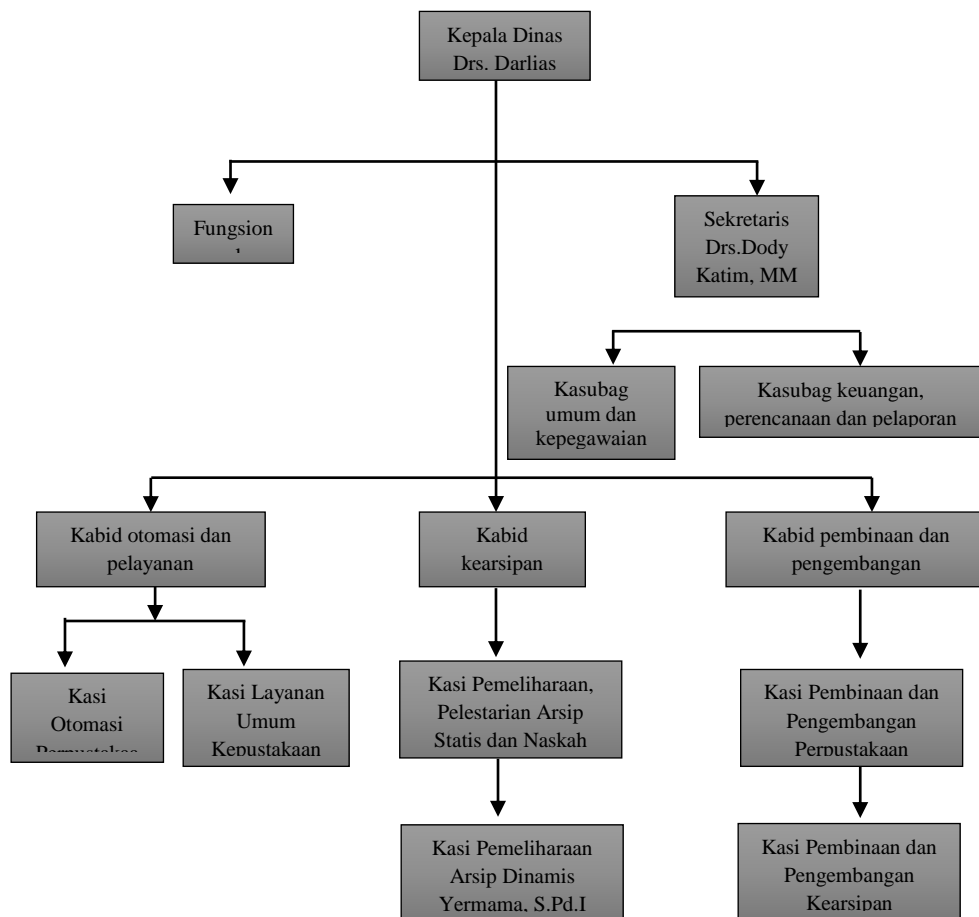 Kepala Dinas
Drs. Darlias
Fungsion
Sekretaris
Drs.Dody
Katim, MM
Kasubag
umum dan
kepegawaian
Kasubag keuangan,
perencanaan dan pelaporan
Kabid otomasi dan
pelayanan
Kabid
kearsipan
Kabid pembinaan dan
pengembangan
Kasi
Otomasi
Kasi Layanan
Umum
Kepustakaan
Kasi Pemeliharaan,
Pelestarian Arsip
Statis dan Naskah
Kasi Pembinaan dan
Pengembangan
Perpustakaan
Kasi Pemeliharaan
Arsip Dinamis
Yermama, S.Pd.I
Kasi Pembinaan dan
Pengembangan
Kearsipan